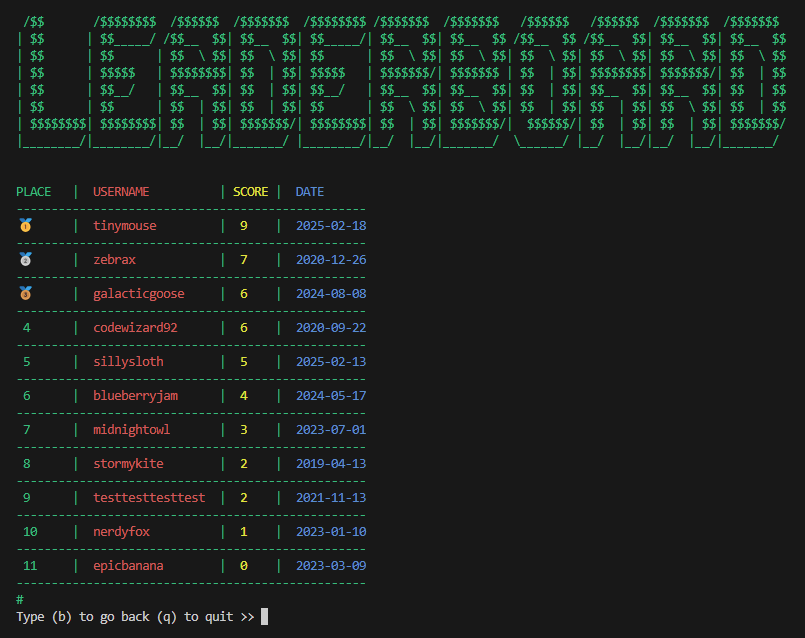 LEADERBOARD
PLACE | USERNAME | SCORE | DATE
🥇 | tinymouse | 9 | 2025-02-18
🥈 | zebrax | 7 | 2020-12-26
🥉 | galacticgoose | 6 | 2024-08-08
4 | codewizard92 | 6 | 2020-09-22
5 | sillysloth | 5 | 2025-02-13
6 | blueberryjam | 4 | 2024-05-17
7 | midnightowl | 3 | 2023-07-01
8 | stormykite | 2 | 2019-04-13
9 | testtesttesttest | 2 | 2021-11-13
10 | nerdyfox | 1 | 2023-01-10
11 | epicbanana | 0 | 2023-03-09
#
Type (b) to go back (q) to quit >>